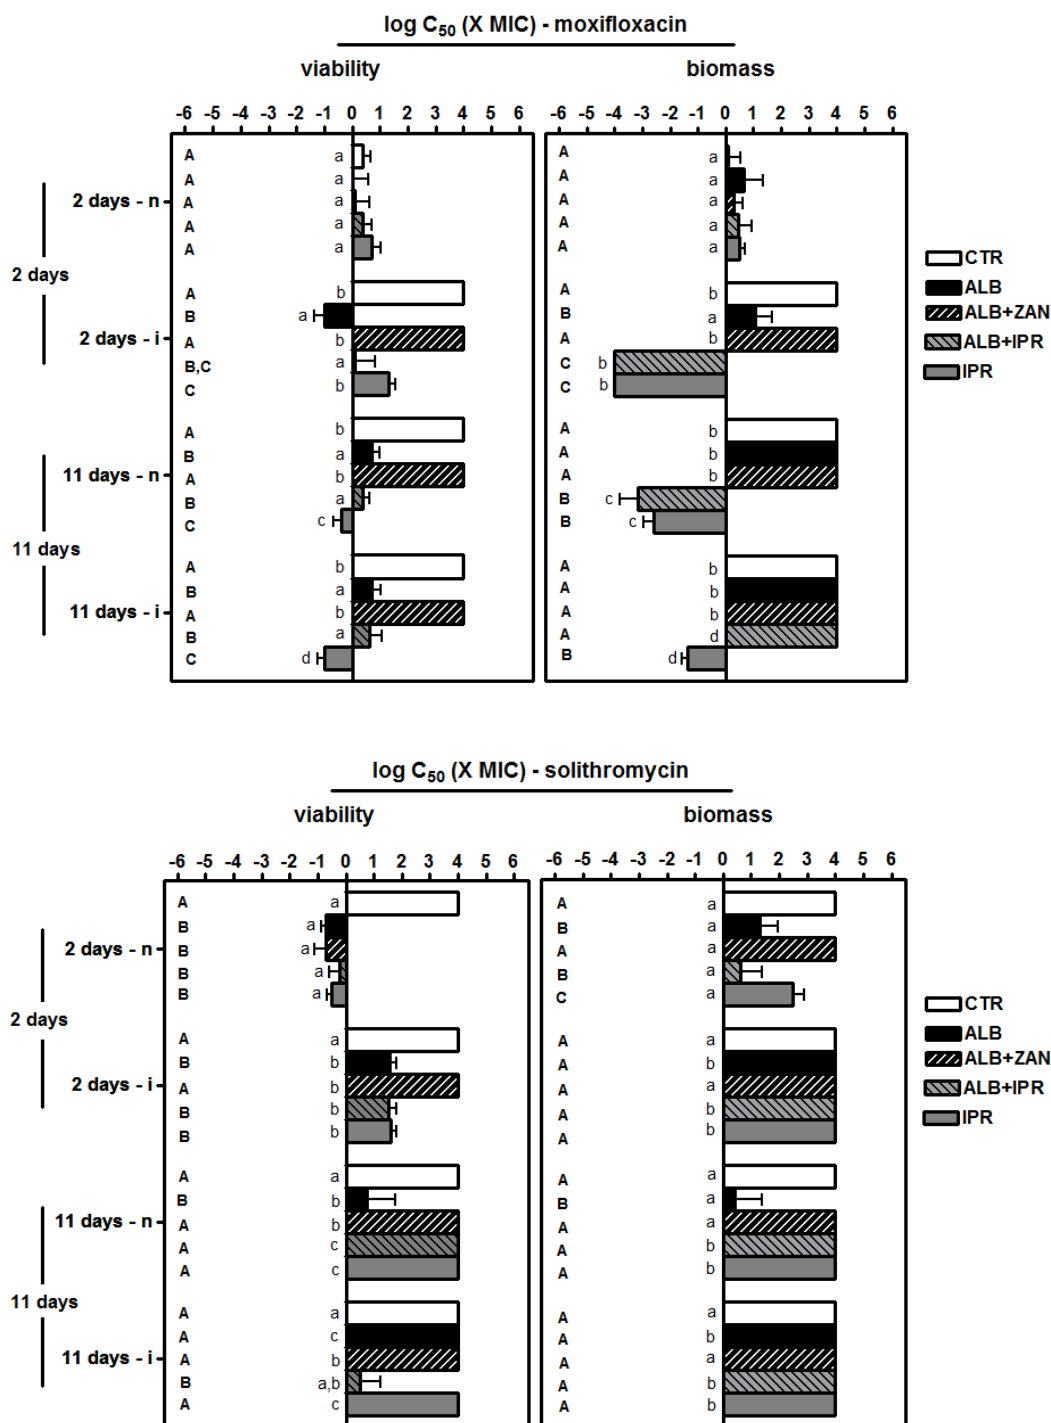 log C50 (X MIC) - moxifloxacin
viability biomass
-6 -5 -4 -3 -2 -1 0 1 2 3 4 5 6 -6 -5 -4 -3 -2 -1 0 1 2 3 4 5 6
A a A a
A a A a
2 days - n A a A a
A a A a
A a A a
CTR
ALB
ALB+ZAN
ALB+IPR
IPR
2 days
A b A b
B a B a
2 days - i A b A b
B,C a C b
C b C b
A b A b
B a A b
11 days - n A b A b
B a B c
C c B c
11 days
A b A b
B a A b
11 days - i A b A b
B a A d
C d B d
log C50 (X MIC) - solithromycin
viability biomass
-6 -5 -4 -3 -2 -1 0 1 2 3 4 5 6 -6 -5 -4 -3 -2 -1 0 1 2 3 4 5 6
A a A a
B a B a
2 days - n B a A a
B a B a
B a C a
CTR
ALB
ALB+ZAN
ALB+IPR
IPR
2 days
A a A a
B b A b
2 days - i A b A a
B b A b
B b A b
A a A a
B b B a
11 days - n A b A a
A c A b
A c A b
11 days
A a A a
A c A b
11 days - i A b A a
B a,b A b
A c A b